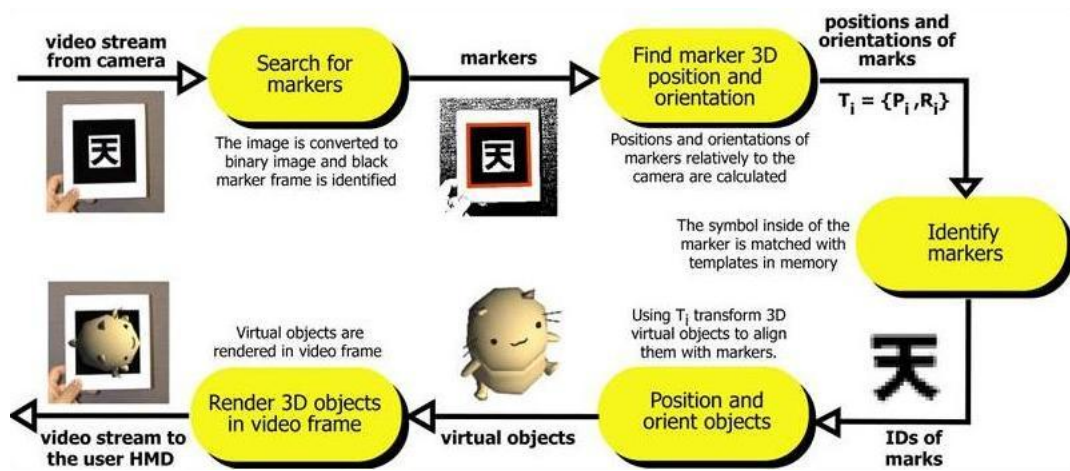 video stream
from camera
Search for
markers
The image is converted to
binary image and black
marker frame is identified
markers
Find marker 3D
position and
orientation
Positions and orientations of
markers relatively to the
camera are calculated
positions and
orientations of
marks
Tᵢ = {Pᵢ,Rᵢ}
天
天
The symbol inside of the
marker is matched with
templates in memory
Identify
markers
天
IDs of
marks
Using Tᵢ transform 3D
virtual objects to align
them with markers.
Position and
orient objects
virtual objects
Virtual objects are
rendered in video frame
Render 3D objects
in video frame
video stream to
the user HMD